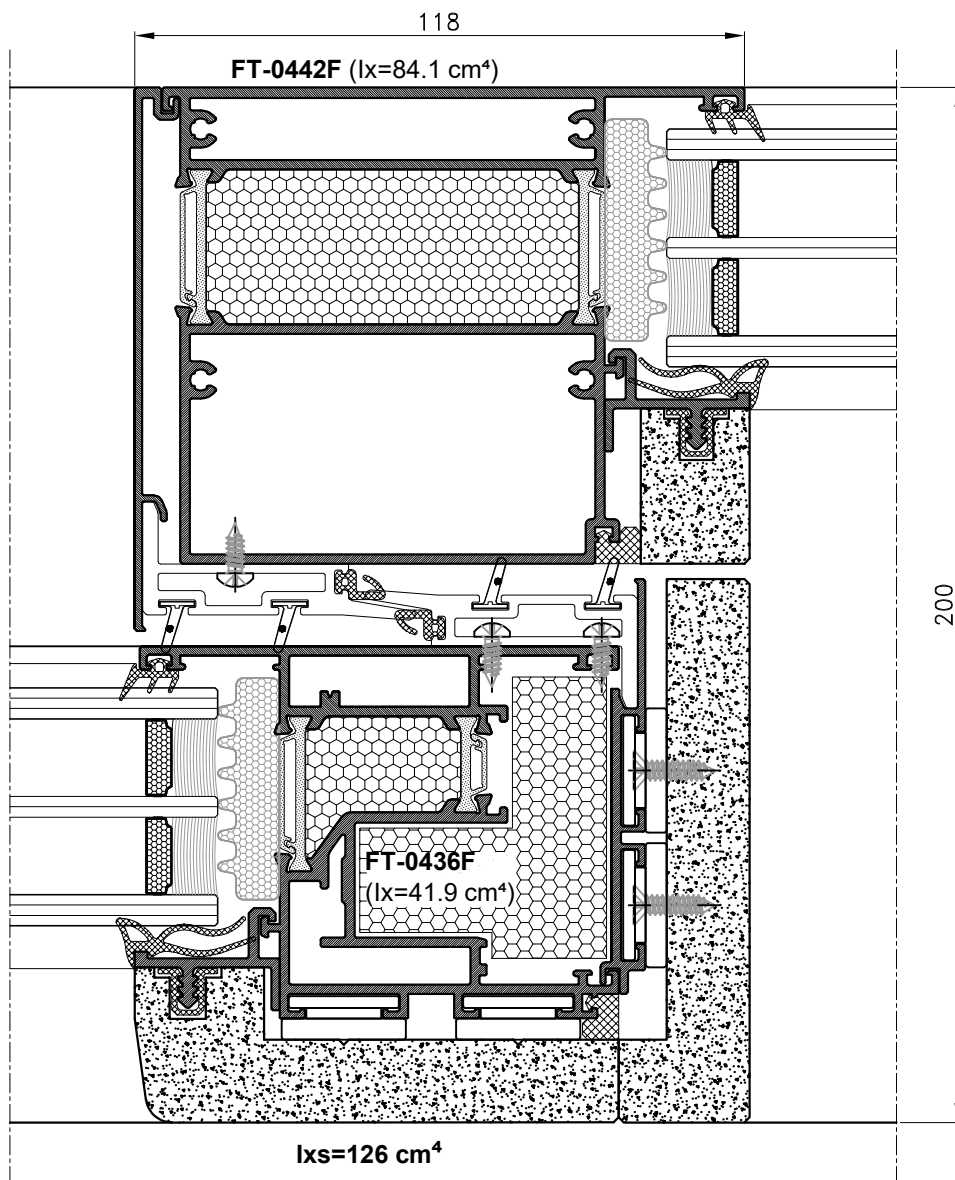 118
FT-0442F (Ix=84.1 cm⁴)
200
FT-0436F
(Ix=41.9 cm⁴)
Ixs=126 cm⁴